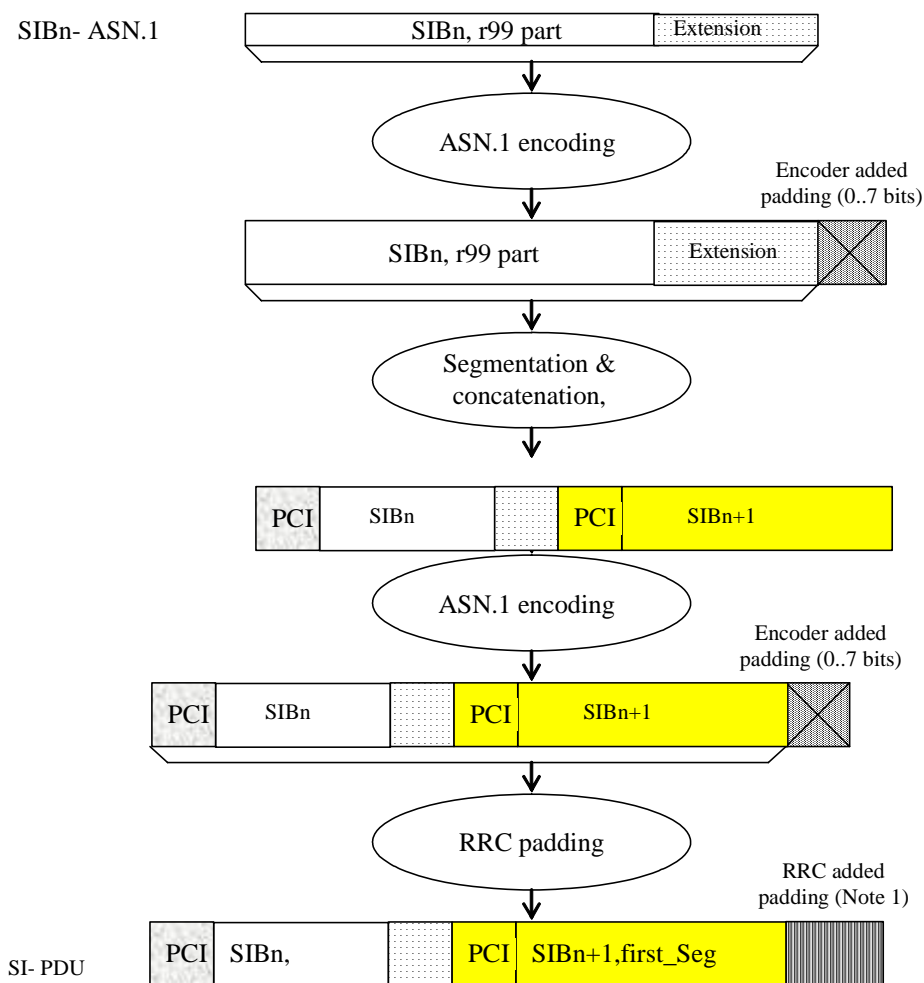 SIBn- ASN.1
SIBn, r99 part
Extension
ASN.1 encoding
Encoder added
padding (0..7 bits)
SIBn, r99 part
Extension
Segmentation &
concatenation,
PCI
SIBn
PCI
SIBn+1
ASN.1 encoding
Encoder added
padding (0..7 bits)
PCI
SIBn
PCI
SIBn+1
RRC padding
RRC added
padding (Note 1)
SI- PDU
PCI
SIBn,
PCI
SIBn+1,first_Seg